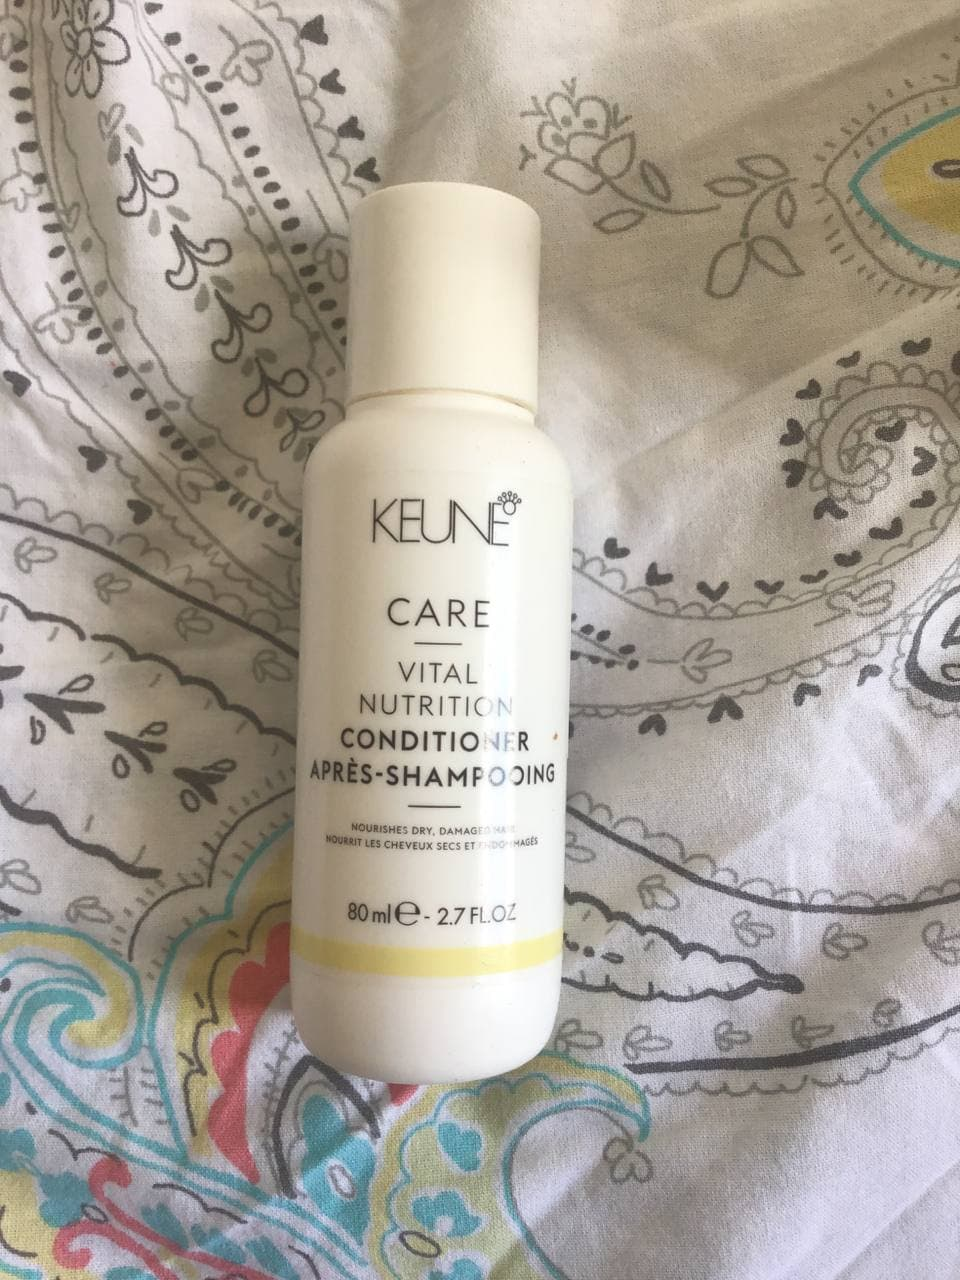 KEUNE
CARE
VITAL
NUTRITION
CONDITIONER
APRÈS-SHAMPOOING
NOURISHES DRY, DAMAGED HAIR
NOURRIT LES CHEVEUX SECS ET ENDOMMAGÉS
80 ml ℮ - 2.7 FL.OZ